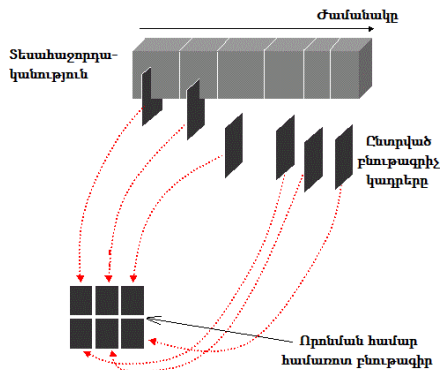 Ժամանակը
Տեսահաջորդա-
կանություն
Ընտրված
բնութագրիչ
կադրերը
Որոնման համար
համառոտ բնութագիր